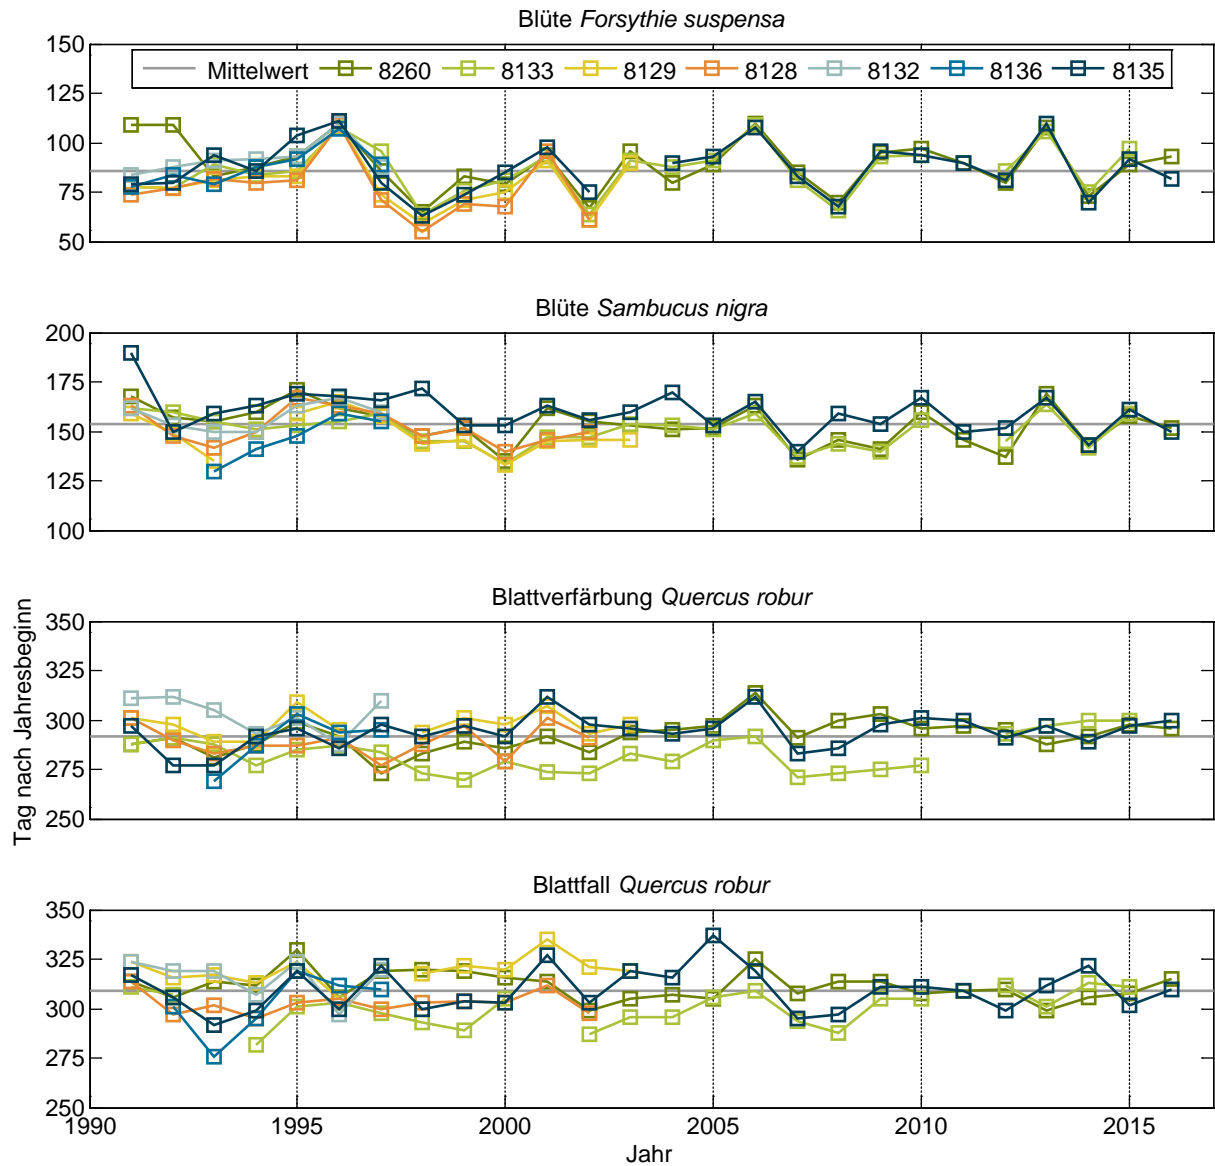 Blüte Forsythie suspensa
150
Mittelwert 8260 8133 8129 8128 8132 8136 8135
125
100
75
50
Blüte Sambucus nigra
200
175
150
125
100
Blattverfärbung Quercus robur
350
325
300
275
250
Tag nach Jahresbeginn
Blattfall Quercus robur
350
325
300
275
250
1990 1995 2000 2005 2010 2015
Jahr